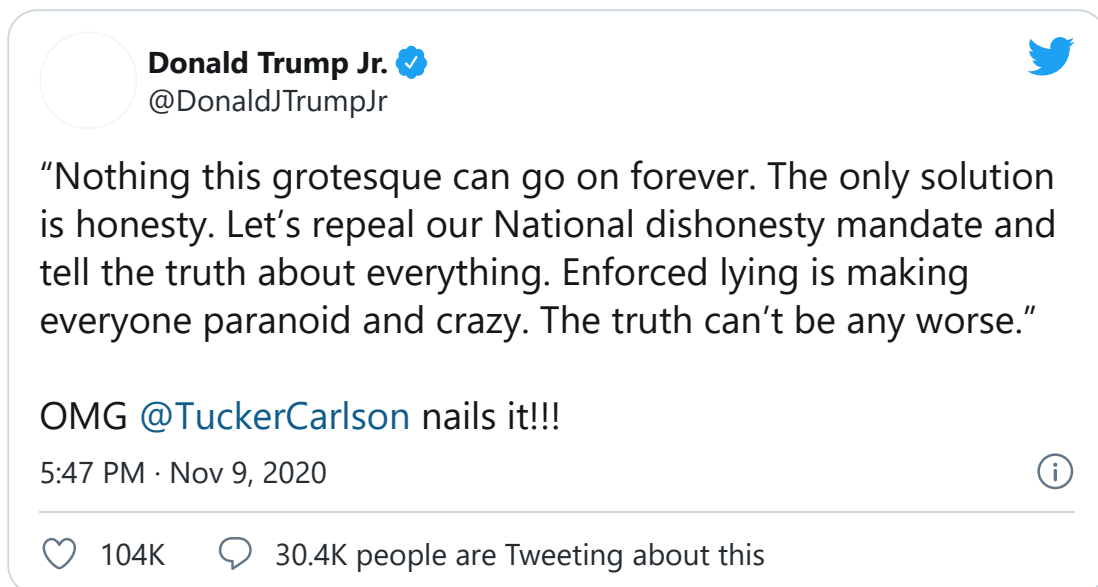 Donald Trump Jr.
@DonaldJTrumpJr
“Nothing this grotesque can go on forever. The only solution
is honesty. Let’s repeal our National dishonesty mandate and
tell the truth about everything. Enforced lying is making
everyone paranoid and crazy. The truth can’t be any worse.”
OMG @TuckerCarlson nails it!!!
5:47 PM · Nov 9, 2020
104K 30.4K people are Tweeting about this